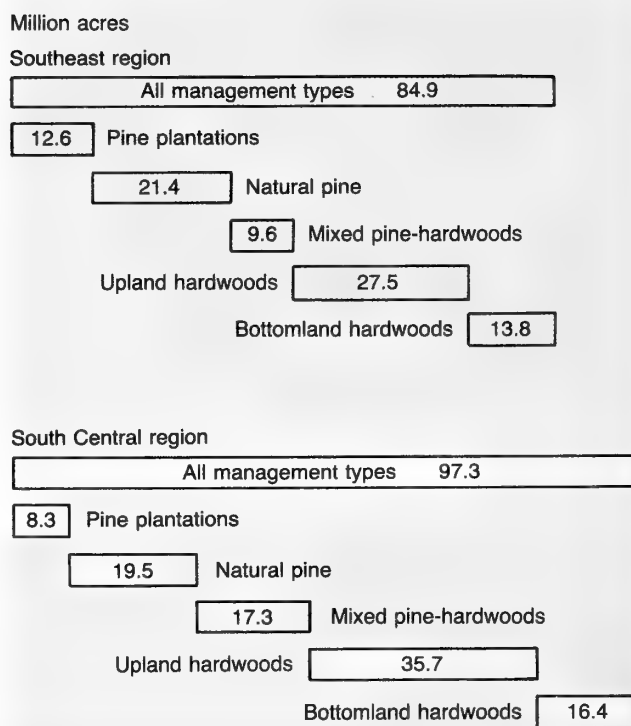 Million acres
Southeast region
All management types 84.9
12.6 Pine plantations
21.4 Natural pine
9.6 Mixed pine-hardwoods
Upland hardwoods 27.5
Bottomland hardwoods 13.8
South Central region
All management types 97.3
8.3 Pine plantations
19.5 Natural pine
17.3 Mixed pine-hardwoods
Upland hardwoods 35.7
Bottomland hardwoods 16.4